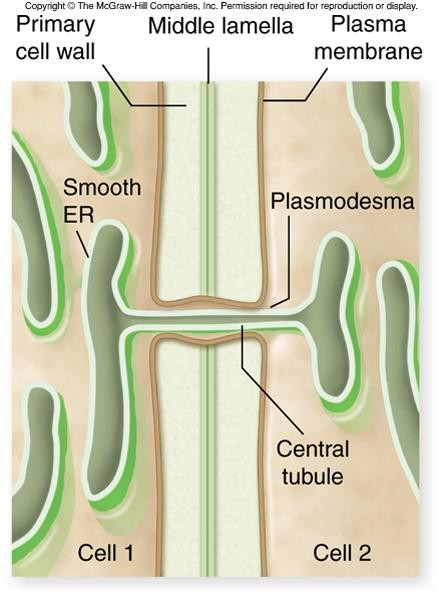 Copyright © The McGraw-Hill Companies, Inc. Permission required for reproduction or display.
Primary
cell wall
Middle lamella
Plasma
membrane
Smooth
ER
Plasmodesma
Central
tubule
Cell 1
Cell 2